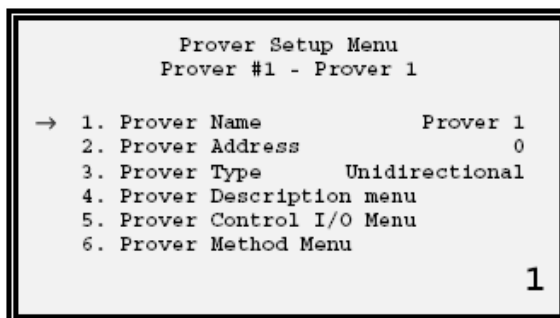 Prover Setup Menu
Prover #1 - Prover 1
→ 1. Prover Name Prover 1
2. Prover Address 0
3. Prover Type Unidirectional
4. Prover Description menu
5. Prover Control I/O Menu
6. Prover Method Menu
1